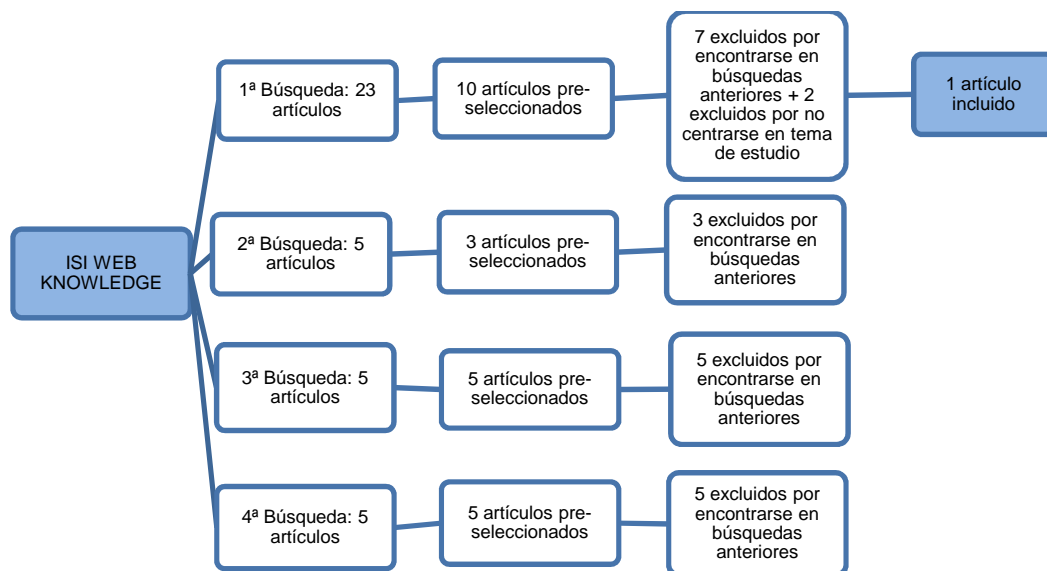 1ª Búsqueda: 23
artículos
10 artículos pre-
seleccionados
7 excluidos por
encontrarse en
búsquedas
anteriores + 2
excluidos por no
centrarse en tema
de estudio
1 artículo
incluido
ISI WEB
KNOWLEDGE
2ª Búsqueda: 5
artículos
3 artículos pre-
seleccionados
3 excluidos por
encontrarse en
búsquedas
anteriores
3ª Búsqueda: 5
artículos
5 artículos pre-
seleccionados
5 excluidos por
encontrarse en
búsquedas
anteriores
4ª Búsqueda: 5
artículos
5 artículos pre-
seleccionados
5 excluidos por
encontrarse en
búsquedas
anteriores